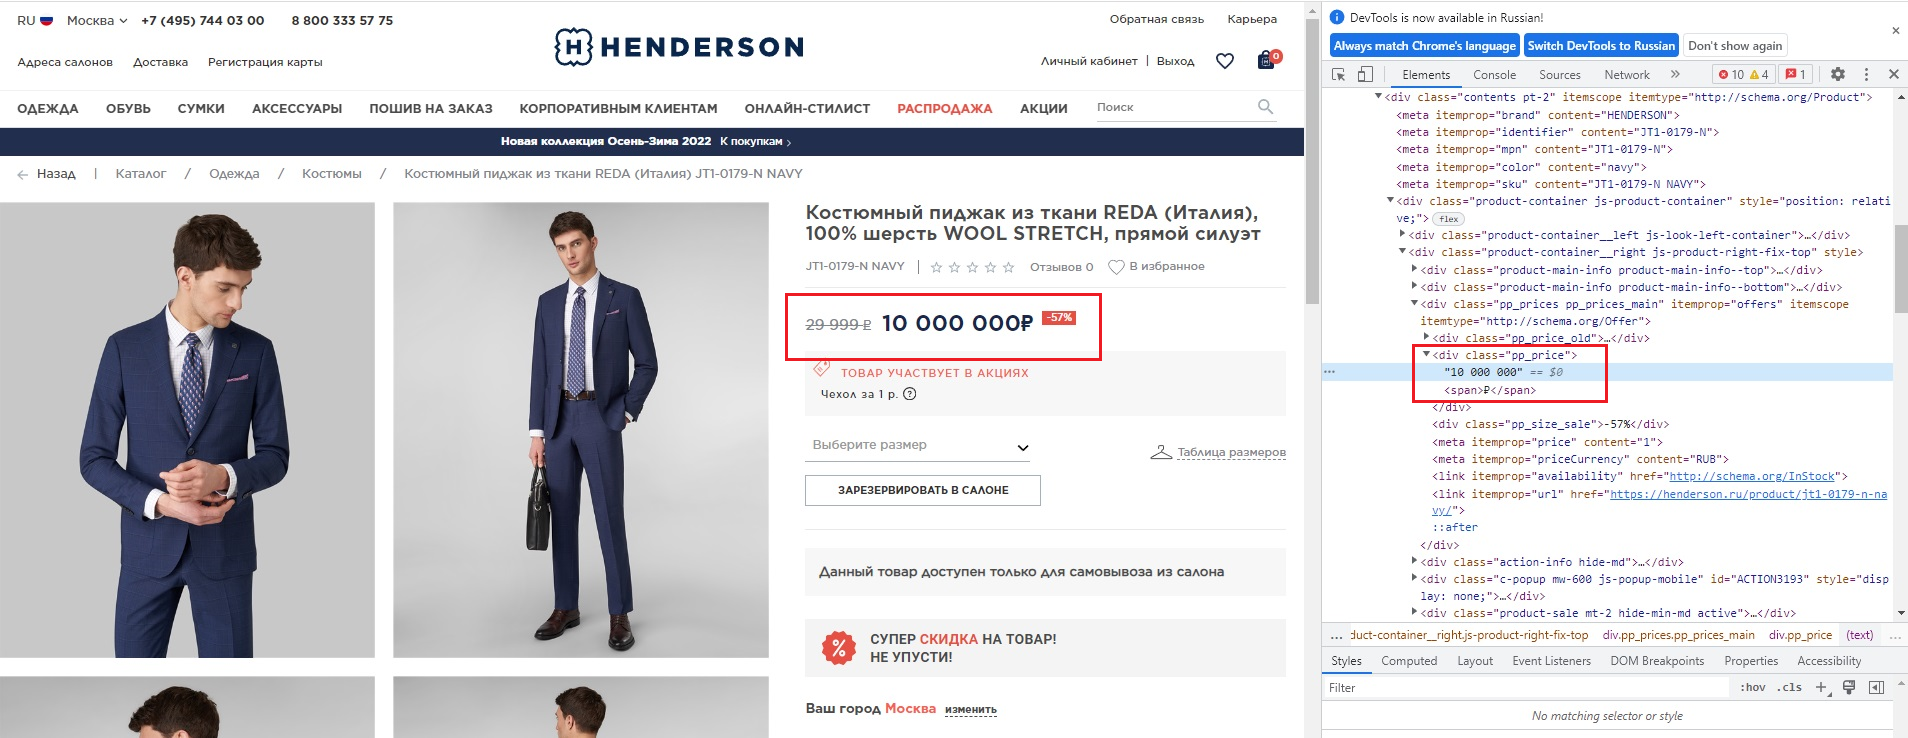 RU Москва +7 (495) 744 03 00 8 800 333 57 75
Обратная связь Карьера
HENDERSON
Адреса салонов Доставка Регистрация карты
Личный кабинет | Выход
0
ОДЕЖДА ОБУВЬ СУМКИ АКСЕССУАРЫ ПОШИВ НА ЗАКАЗ КОРПОРАТИВНЫМ КЛИЕНТАМ ОНЛАЙН-СТИЛИСТ РАСПРОДАЖА АКЦИИ Поиск
Новая коллекция Осень-Зима 2022 К покупкам >
← Назад | Каталог / Одежда / Костюмы / Костюмный пиджак из ткани REDA (Италия) JT1-0179-N NAVY
Костюмный пиджак из ткани REDA (Италия),
100% шерсть WOOL STRETCH, прямой силуэт
JT1-0179-N NAVY | Отзывов 0 В избранное
29 999 ₽ 10 000 000₽ -57%
ТОВАР УЧАСТВУЕТ В АКЦИЯХ
Чехол за 1 р. ?
Выберите размер
Таблица размеров
ЗАРЕЗЕРВИРОВАТЬ В САЛОНЕ
Данный товар доступен только для самовывоза из салона
% СУПЕР СКИДКА НА ТОВАР!
НЕ УПУСТИ!
Ваш город Москва изменить
DevTools is now available in Russian!
Always match Chrome's language Switch DevTools to Russian Don't show again
Elements Console Sources Network » 10 4 1
<div class="contents pt-2" itemscope itemtype="http://schema.org/Product">
<meta itemprop="brand" content="HENDERSON">
<meta itemprop="identifier" content="JT1-0179-N">
<meta itemprop="mpn" content="JT1-0179-N">
<meta itemprop="color" content="navy">
<meta itemprop="sku" content="JT1-0179-N NAVY">
<div class="product-container js-product-container" style="position: relati
ve;"> flex
<div class="product-container__left js-look-left-container">…</div>
<div class="product-container__right js-product-right-fix-top" style>
<div class="product-main-info product-main-info--top">…</div>
<div class="product-main-info product-main-info--bottom">…</div>
<div class="pp_prices pp_prices_main" itemprop="offers" itemscope
itemtype="http://schema.org/Offer">
<div class="pp_price_old">…</div>
<div class="pp_price">
"10 000 000" == $0
<span>₽</span>
</div>
<div class="pp_size_sale">-57%</div>
<meta itemprop="price" content="1">
<meta itemprop="priceCurrency" content="RUB">
<link itemprop="availability" href="http://schema.org/InStock">
<link itemprop="url" href="https://henderson.ru/product/jt1-0179-n-na
vy/">
::after
</div>
<div class="action-info hide-md">…</div>
<div class="c-popup mw-600 js-popup-mobile" id="ACTION3193" style="disp
lay: none;">…</div>
<div class="product-sale mt-2 hide-min-md active">…</div>
… duct-container__right.js-product-right-fix-top div.pp_prices.pp_prices_main div.pp_price (text) …
Styles Computed Layout Event Listeners DOM Breakpoints Properties Accessibility
Filter :hov .cls +
No matching selector or style